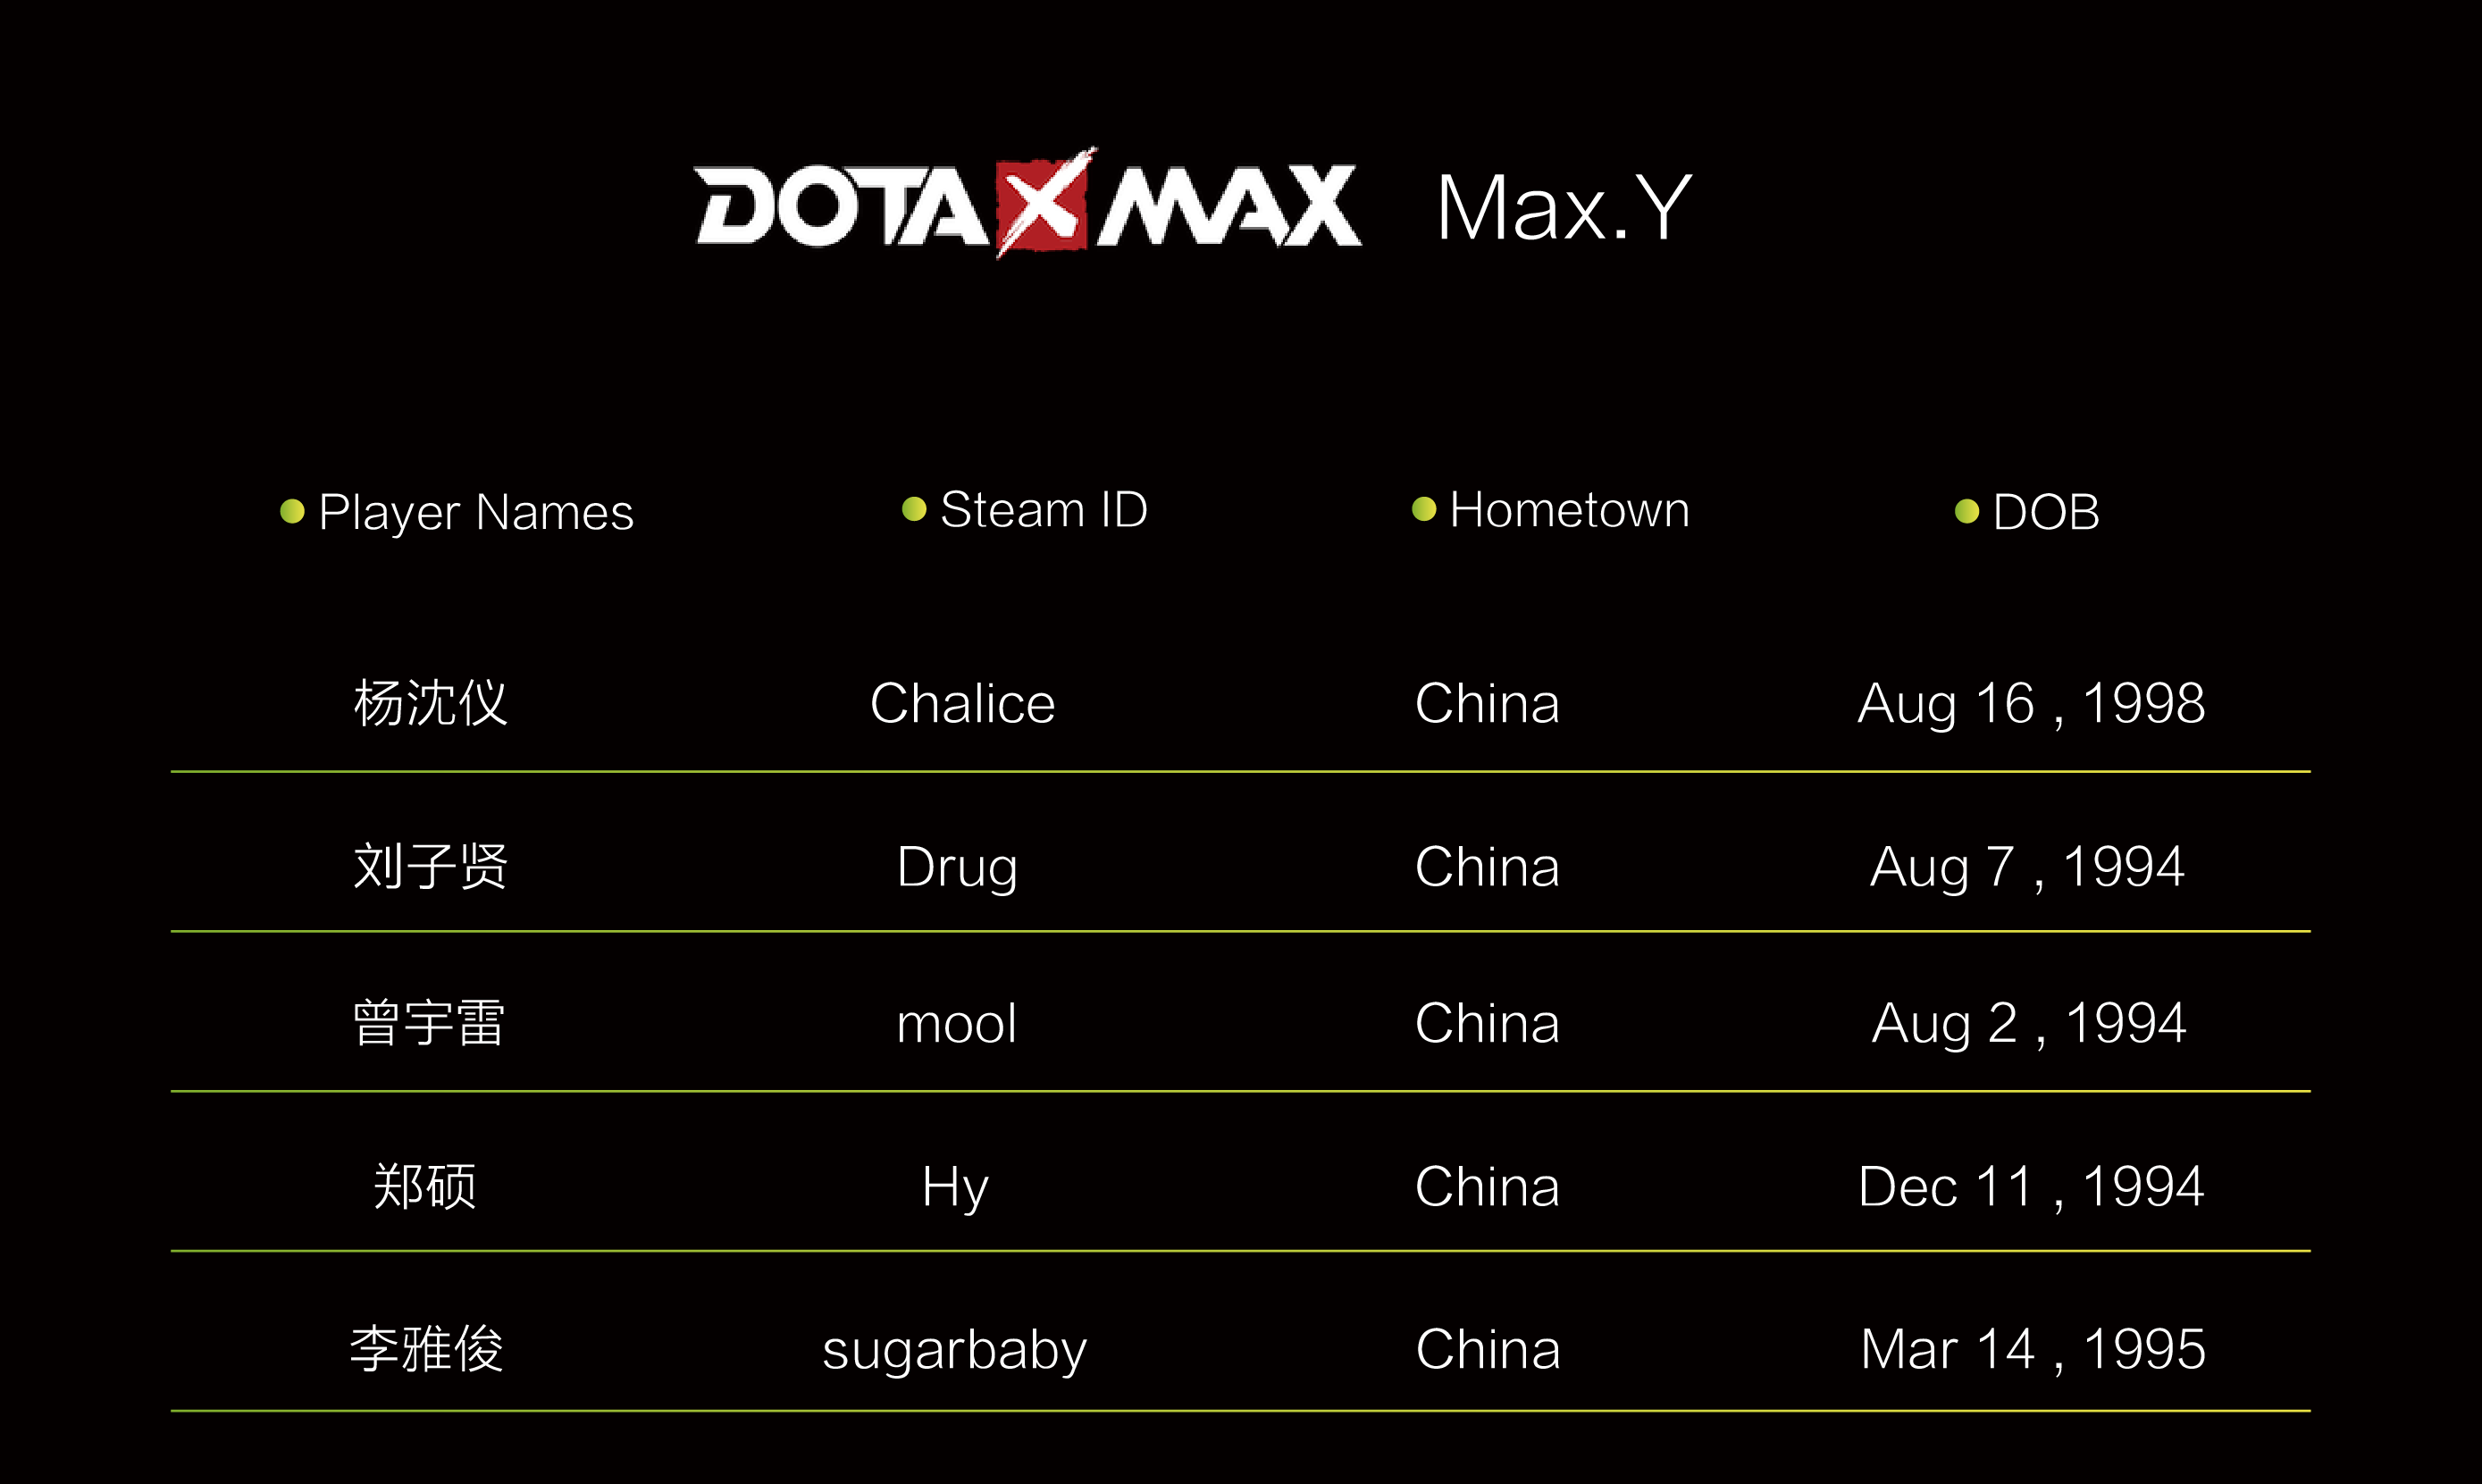 DOTA MAX Max.Y
Player Names Steam ID Hometown DOB
杨沈仪 Chalice China Aug 16 , 1998
刘子贤 Drug China Aug 7 , 1994
曾宇雷 mool China Aug 2 , 1994
郑硕 Hy China Dec 11 , 1994
李雅俊 sugarbaby China Mar 14 , 1995